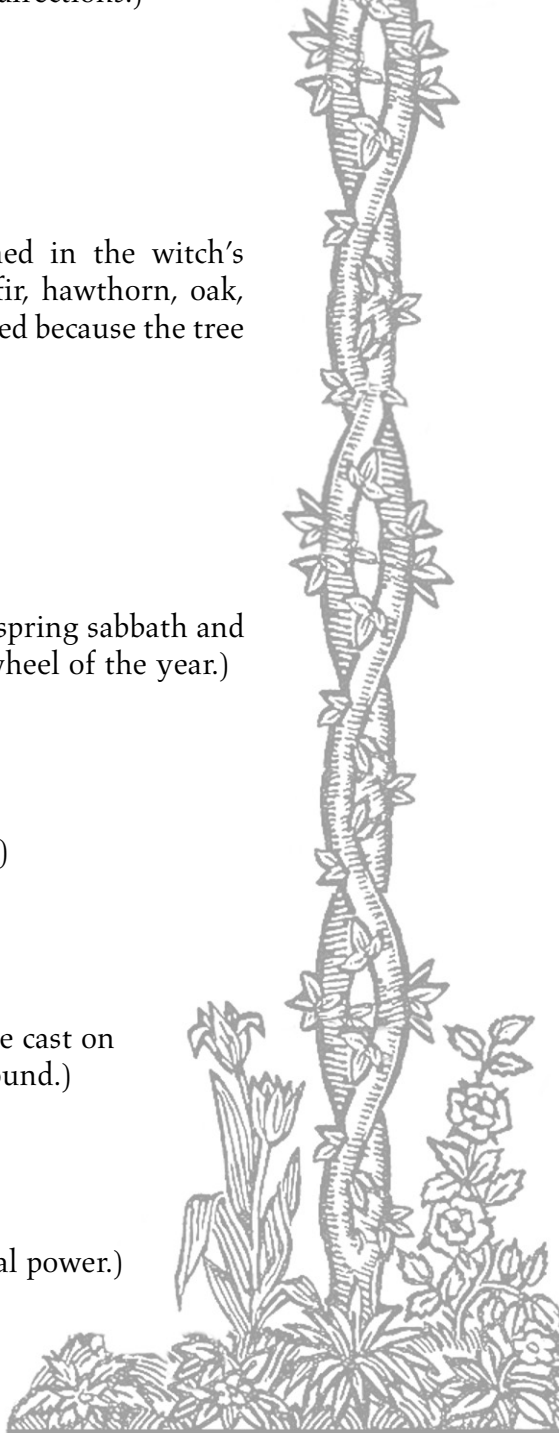 directions.)
ned in the witch’s
fir, hawthorn, oak,
ed because the tree
spring sabbath and
wheel of the year.)
)
e cast on
ound.)
al power.)